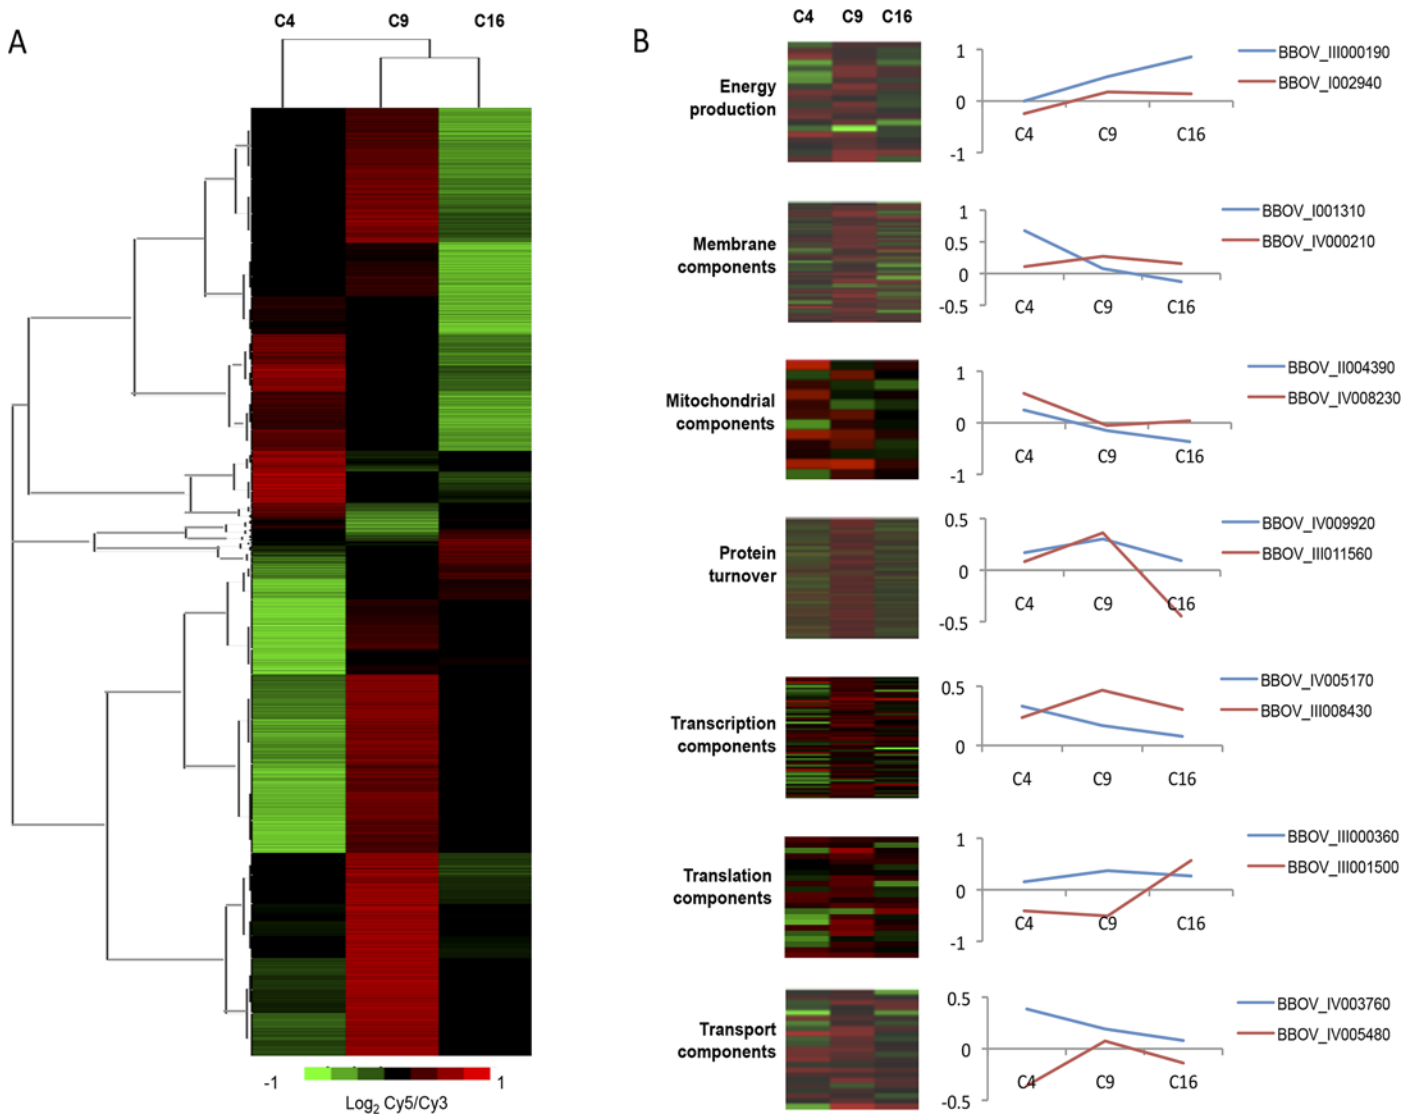 A
C4 C9 C16
-1 1
Log2 Cy5/Cy3
B
C4 C9 C16
Energy
production
1
0
-1
C4 C9 C16
BBOV_III000190
BBOV_I002940
Membrane
components
1
0.5
0
-0.5
C4 C9 C16
BBOV_I001310
BBOV_IV000210
Mitochondrial
components
1
0
-1
C4 C9 C16
BBOV_II004390
BBOV_IV008230
Protein
turnover
0.5
0
-0.5
C4 C9 C16
BBOV_IV009920
BBOV_III011560
Transcription
components
0.5
0
C4 C9 C16
BBOV_IV005170
BBOV_III008430
Translation
components
1
0
-1
C4 C9 C16
BBOV_III000360
BBOV_III001500
Transport
components
0.5
0
-0.5
C4 C9 C16
BBOV_IV003760
BBOV_IV005480